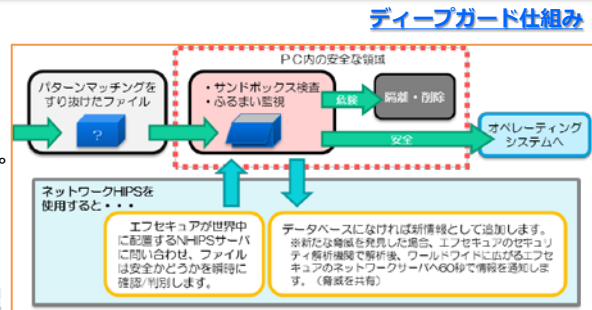 ディープガード仕組み
PC内の安全な領域
パターンマッチングを
すり抜けたファイル
?
・サンドボックス検査
・ふるまい監視
危険
隔離・削除
安全
オペレーティング
システムへ
。
ネットワークHIPSを
使用すると・・・
エフセキュアが世界中
に配置するNHIPSサーバ
に問い合わせ、ファイル
は安全かどうかを瞬時に
確認/判別します。
データベースになければ新情報として追加します。
※新たな脅威を発見した場合、エフセキュアのセキュリ
ティ解析機関で解析後、ワールドワイドに広がるエフセ
キュアのネットワークサーバへ60秒で情報を通知しま
す。（脅威を共有）